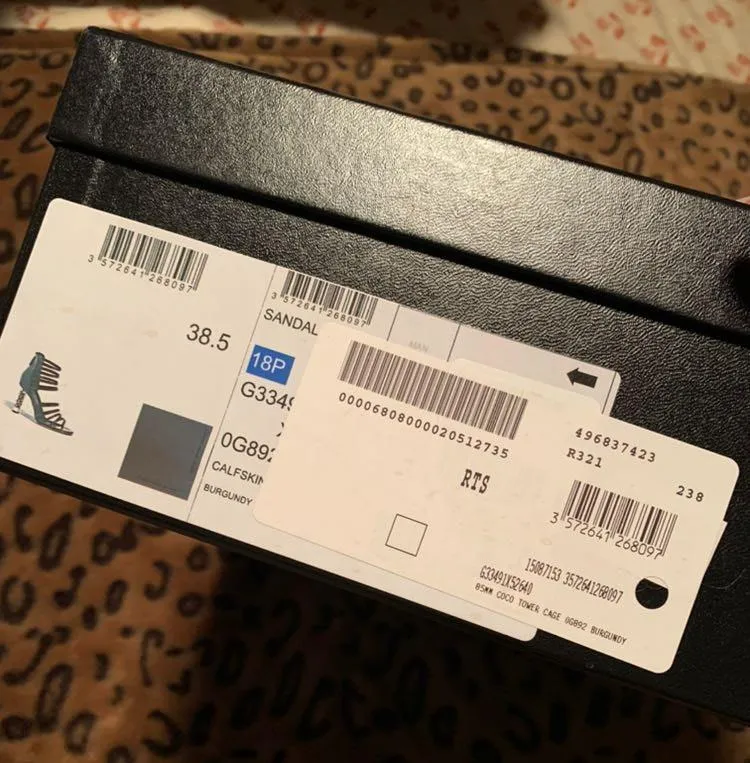 3 572641 268097
38.5
3 572641 268097
SANDAL
MAN
18P
G3349
0G892
CALFSKIN
BURGUNDY
00006808000020512735
RTS
496837423
R321
238
3 572641 268097
15087153 3572641268097
G33491X52640
85MM COCO TOWER CAGE 0G892 BURGUNDY